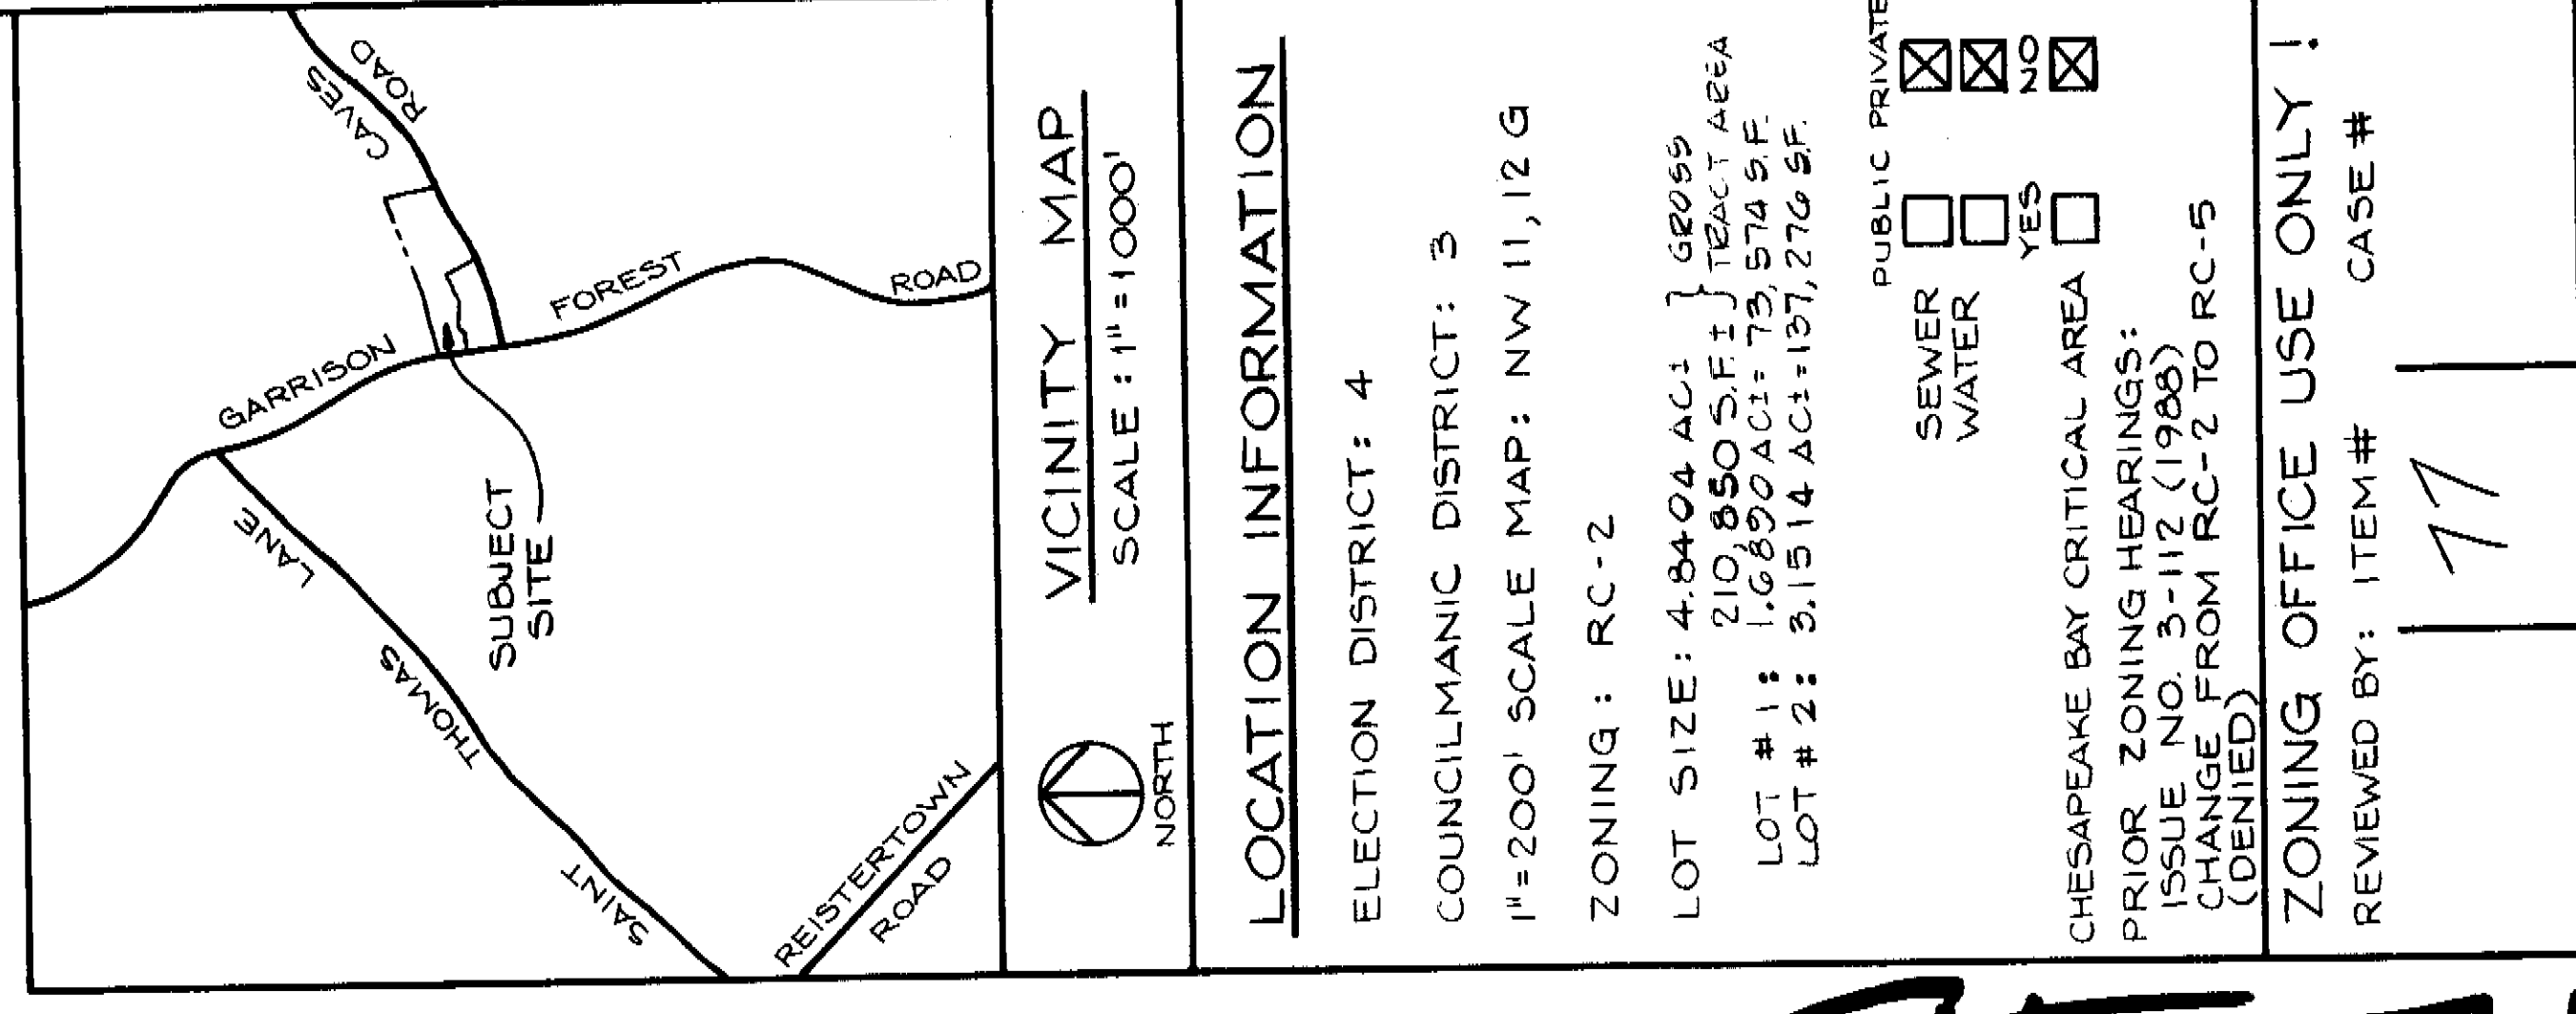 CAVES
ROAD
GARRISON
FOREST
ROAD
LANE
THOMAS
SAINT
SUBJECT
SITE
REISTERTOWN
ROAD
NORTH
VICINITY MAP
SCALE : 1" = 1000'
LOCATION INFORMATION
ELECTION DISTRICT: 4
COUNCILMANIC DISTRICT: 3
1"=200' SCALE MAP: NW 11, 12 G
ZONING : RC-2
LOT SIZE: 4.8404 AC± } GROSS
210,850 S.F.± } TRACT AREA
LOT # 1: 1.6890 AC± = 73,574 S.F.
LOT # 2: 3.1514 AC± = 137,276 S.F.
PUBLIC PRIVATE
SEWER
WATER
YES NO
CHESAPEAKE BAY CRITICAL AREA
PRIOR ZONING HEARINGS:
ISSUE NO. 3-112 (1988)
CHANGE FROM RC-2 TO RC-5
(DENIED)
ZONING OFFICE USE ONLY !
REVIEWED BY: ITEM # CASE #
77